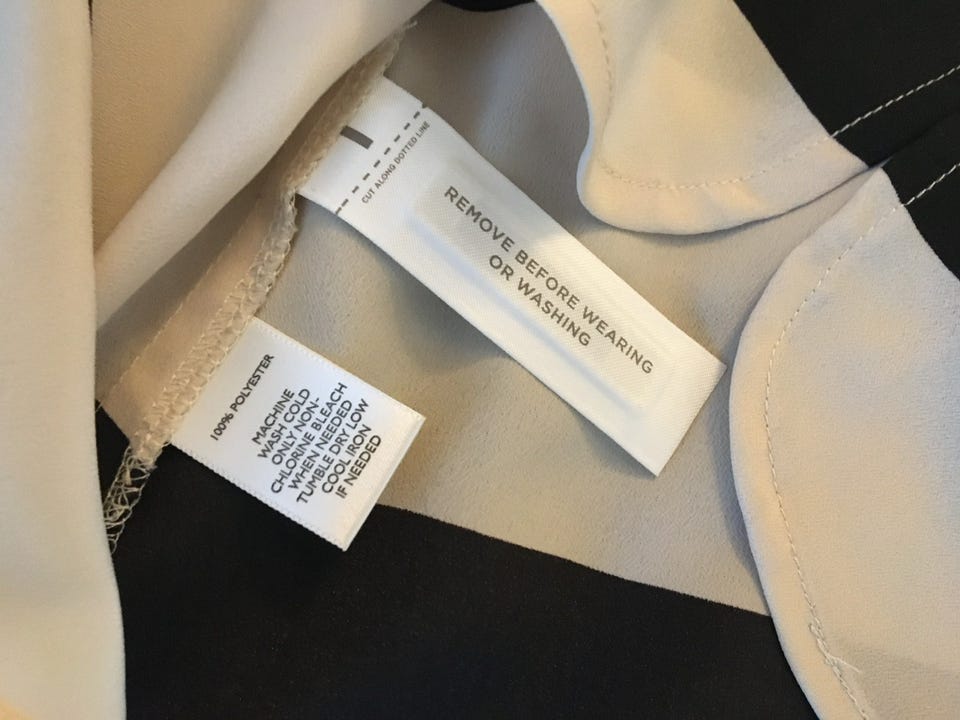 CUT ALONG DOTTED LINE
REMOVE BEFORE WEARING
OR WASHING
100% POLYESTER
MACHINE
WASH COLD
ONLY NON-
CHLORINE BLEACH
WHEN NEEDED
TUMBLE DRY LOW
COOL IRON
IF NEEDED